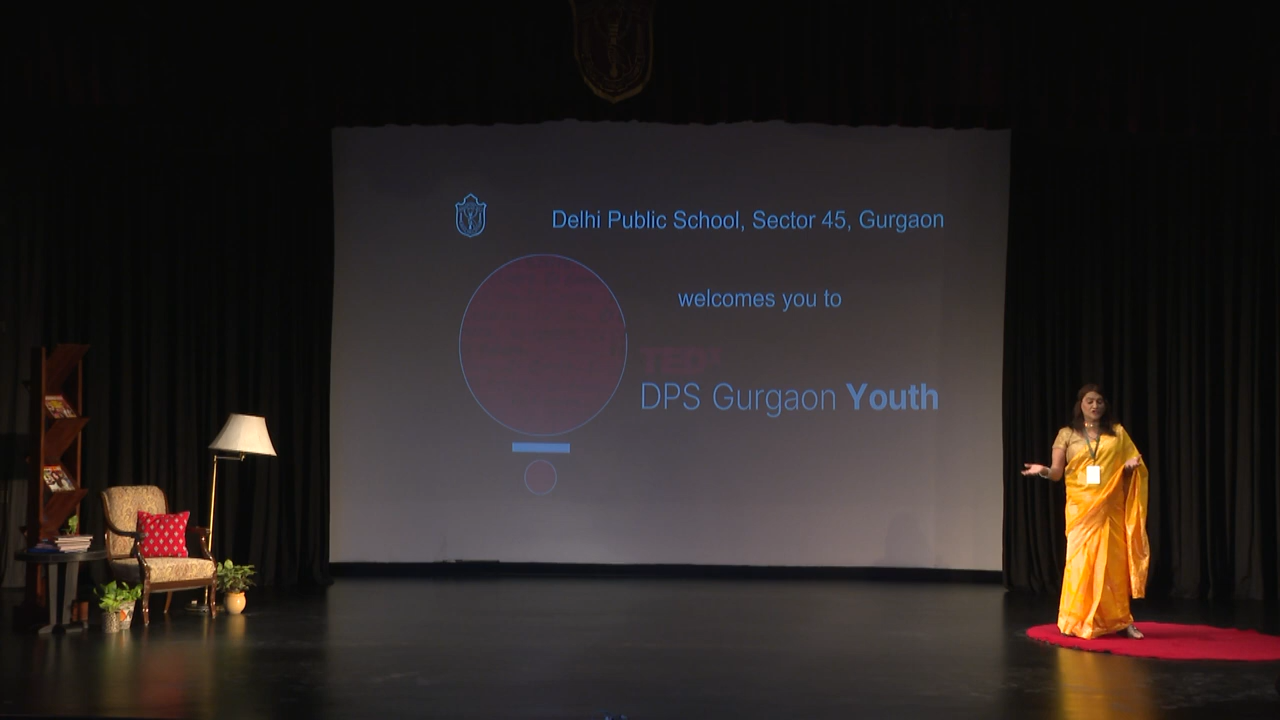 Delhi Public School, Sector 45, Gurgaon
welcomes you to
TEDx
DPS Gurgaon Youth